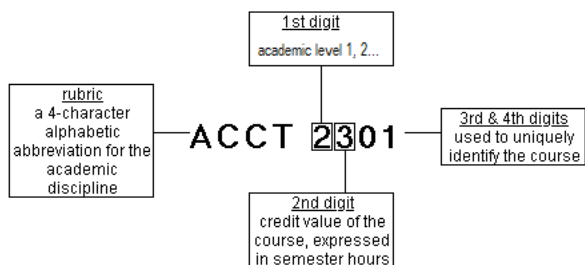 1st digit
academic level 1, 2...
rubric
a 4-character
alphabetic
abbreviation for the
academic
discipline
ACCT 2301
3rd & 4th digits
used to uniquely
identify the course
2nd digit
credit value of the
course, expressed
in semester hours